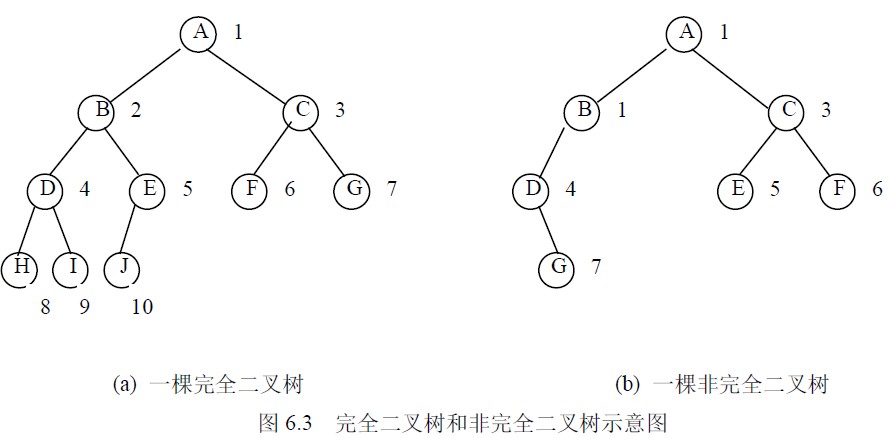 A 1 A 1
B 2 C 3 B 1 C 3
D 4 E 5 F 6 G 7 D 4 E 5 F 6
H I J G 7
8 9 10
(a) 一棵完全二叉树 (b) 一棵非完全二叉树
图 6.3 完全二叉树和非完全二叉树示意图